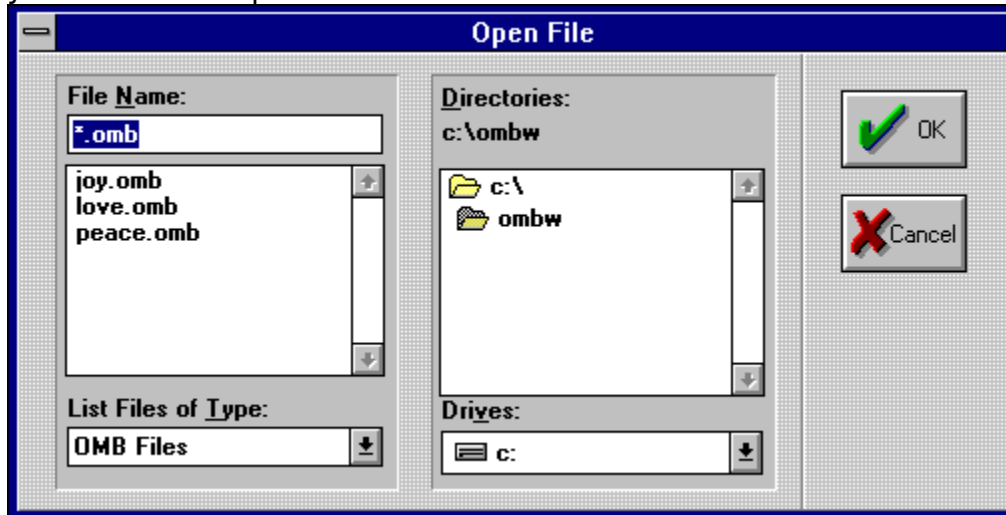 Open File
File Name:
*.omb
joy.omb
love.omb
peace.omb
List Files of Type:
OMB Files
Directories:
c:\ombw
c:\
ombw
Drives:
c:
OK
Cancel